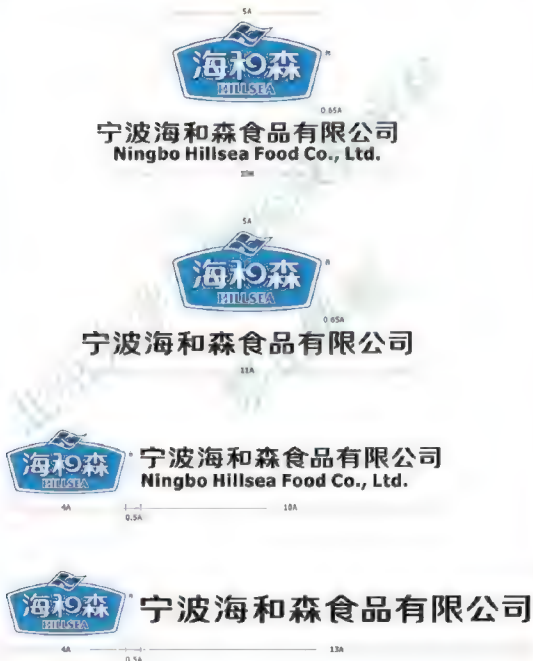 5A
海和森
®
HILLSEA
0.65A
宁波海和森食品有限公司
Ningbo Hillsea Food Co., Ltd.
5A
海和森
®
HILLSEA
0.65A
宁波海和森食品有限公司
11A
海和森
宁波海和森食品有限公司
HILLSEA
Ningbo Hillsea Food Co., Ltd.
4A
0.5A
10A
海和森
宁波海和森食品有限公司
HILLSEA
4A
0.5A
13A